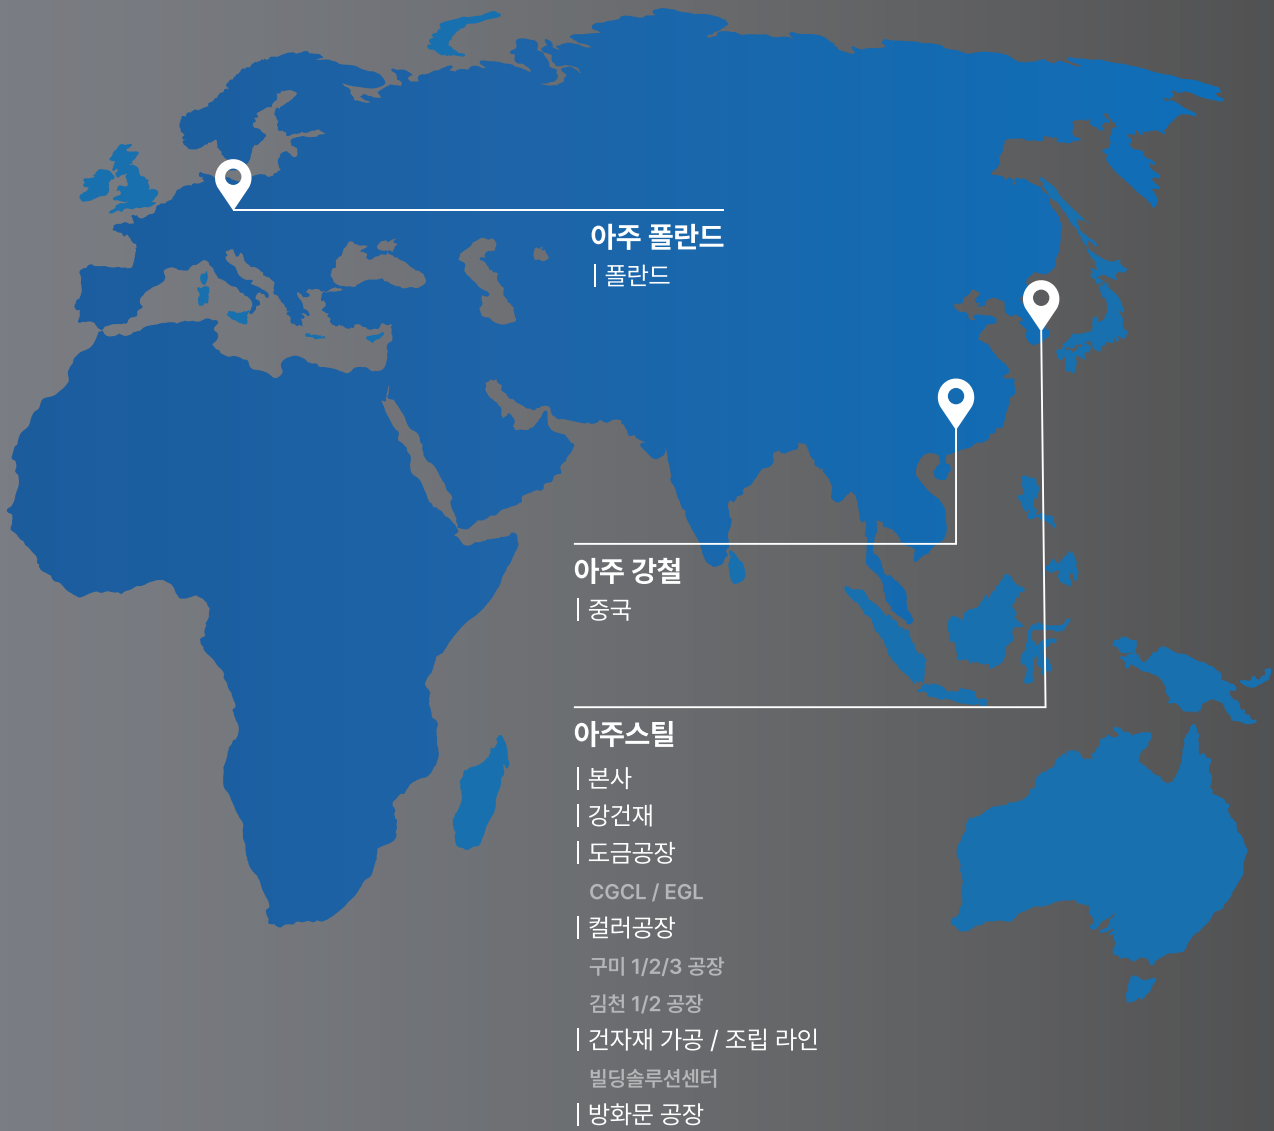 아주 폴란드
| 폴란드
아주 강철
| 중국
아주스틸
| 본사
| 강건재
| 도금공장
CGCL / EGL
| 컬러공장
구미 1/2/3 공장
김천 1/2 공장
| 건자재 가공 / 조립 라인
빌딩솔루션센터
| 방화문 공장